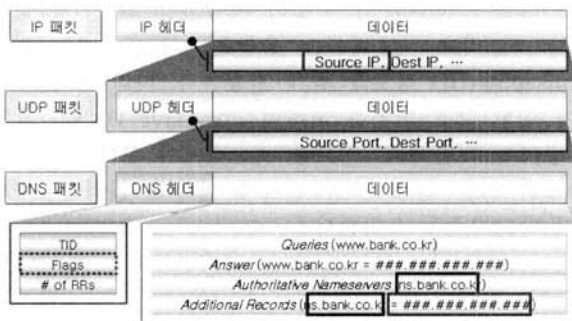 IP 패킷
IP 헤더
데이터
Source IP, Dest IP, …
UDP 패킷
UDP 헤더
데이터
Source Port, Dest Port, …
DNS 패킷
DNS 헤더
데이터
TID
Flags
# of RRs
Queries (www.bank.co.kr)
Answer (www.bank.co.kr = ###.###.###.###)
Authoritative Nameservers (ns.bank.co.kr)
Additional Records (ns.bank.co.k = ###.###.###.###)